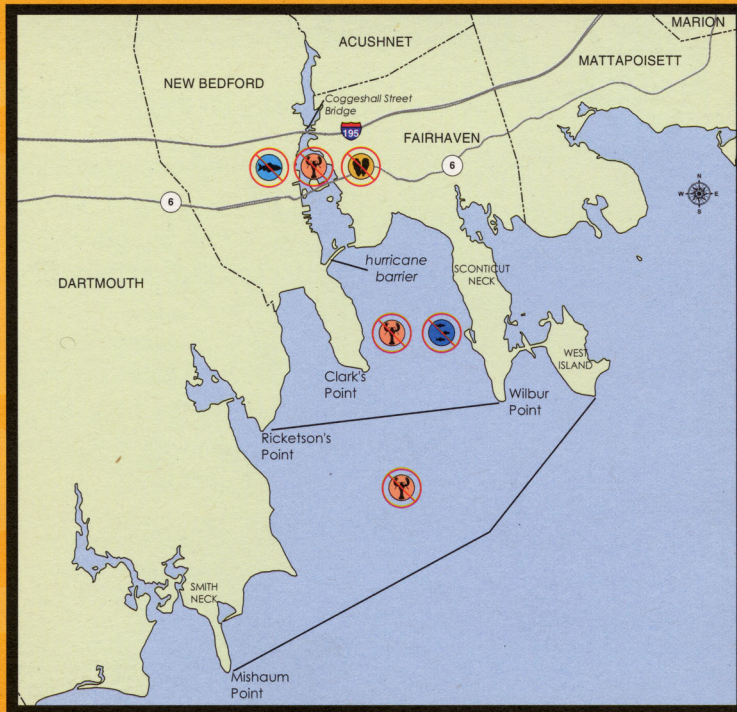 MARION
ACUSHNET
MATTAPOISETT
NEW BEDFORD
Coggeshall Street
Bridge
195
FAIRHAVEN
6
N
W E
S
6
hurricane
barrier
SCONTICUT
NECK
DARTMOUTH
WEST
ISLAND
Clark's
Point
Wilbur
Point
Ricketson's
Point
SMITH
NECK
Mishaum
Point